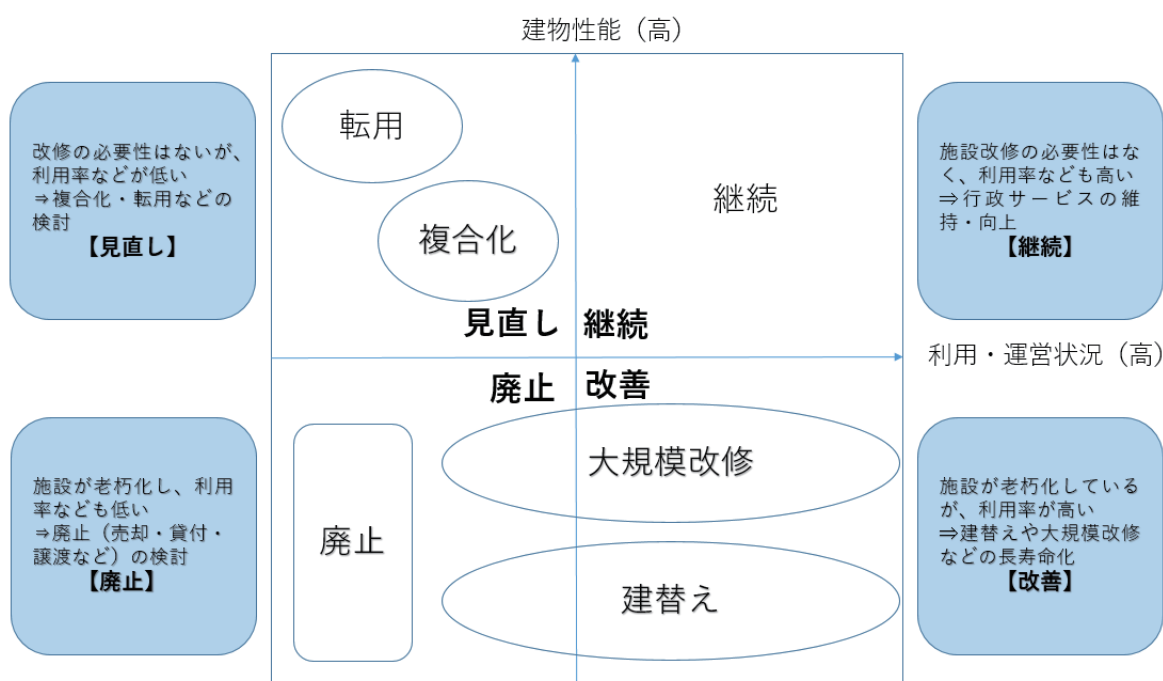 建物性能（高）
改修の必要性はないが、
利用率などが低い
⇒複合化・転用などの
検討
【見直し】
転用
複合化
継続
施設改修の必要性はな
く、利用率なども高い
⇒行政サービスの維
持・向上
【継続】
見直し
継続
利用・運営状況（高）
廃止
改善
施設が老朽化し、利用
率なども低い
⇒廃止（売却・貸付・
譲渡など）の検討
【廃止】
廃止
大規模改修
建替え
施設が老朽化している
が、利用率が高い
⇒建替えや大規模改修
などの長寿命化
【改善】